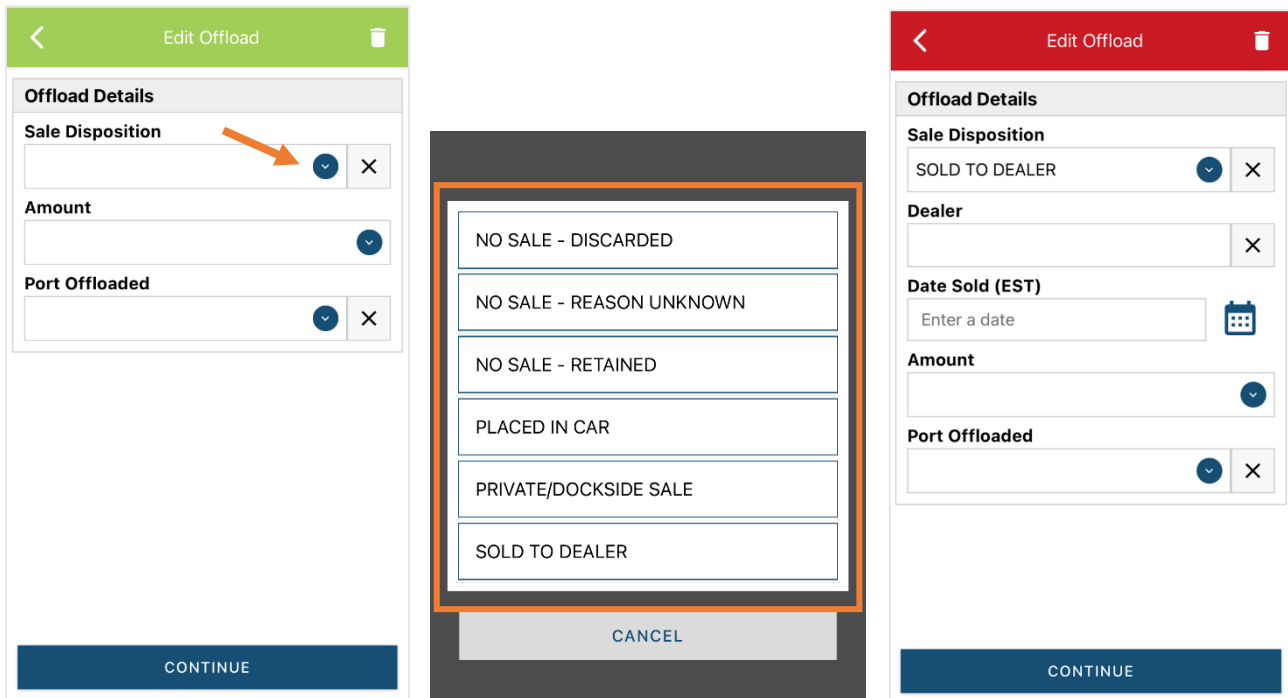 Edit Offload
Offload Details
Sale Disposition
Amount
Port Offloaded
CONTINUE
NO SALE - DISCARDED
NO SALE - REASON UNKNOWN
NO SALE - RETAINED
PLACED IN CAR
PRIVATE/DOCKSIDE SALE
SOLD TO DEALER
CANCEL
Edit Offload
Offload Details
Sale Disposition
SOLD TO DEALER
Dealer
Date Sold (EST)
Enter a date
Amount
Port Offloaded
CONTINUE